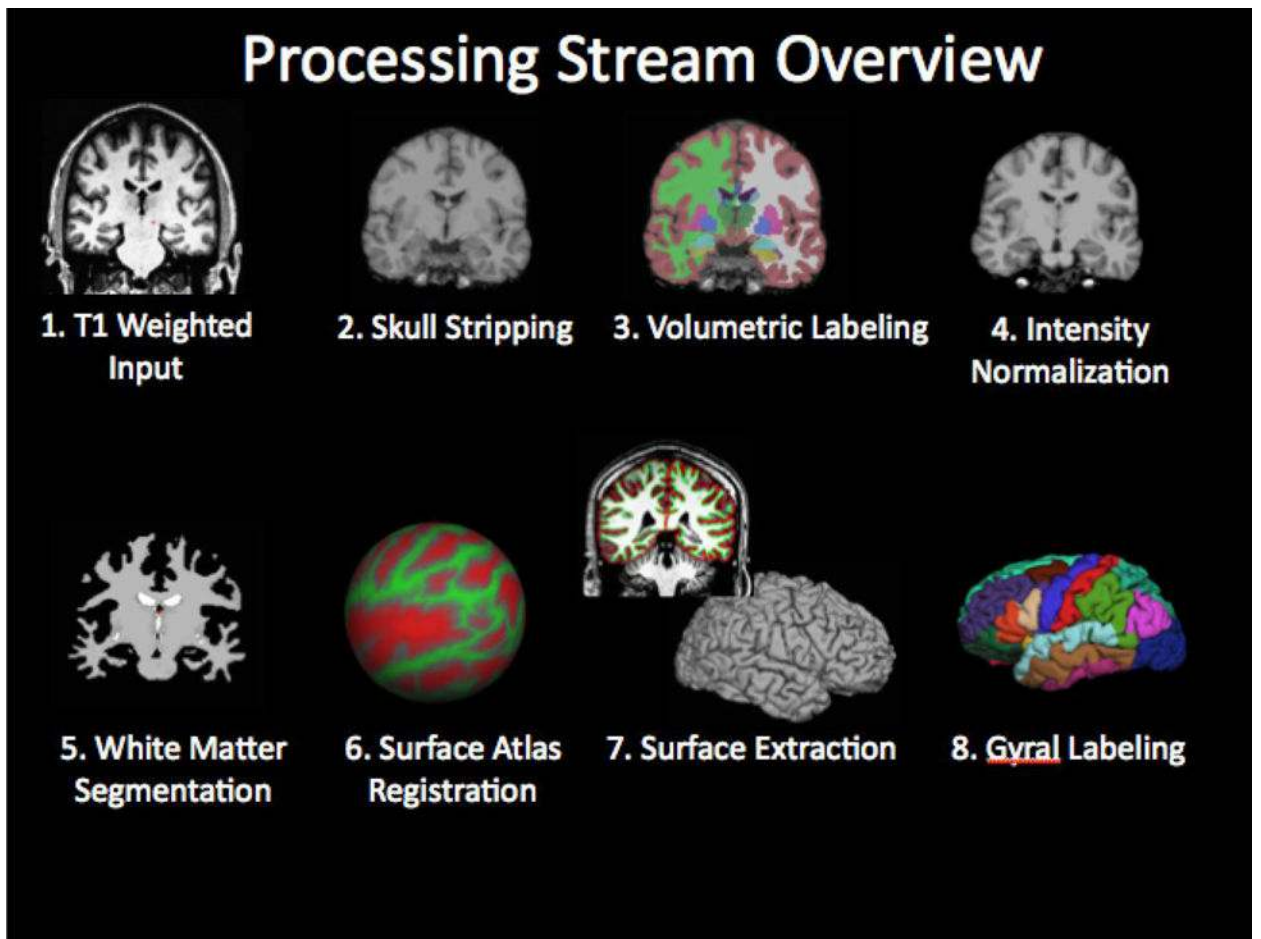 Processing Stream Overview
1. T1 Weighted
Input
2. Skull Stripping
3. Volumetric Labeling
4. Intensity
Normalization
5. White Matter
Segmentation
6. Surface Atlas
Registration
7. Surface Extraction
8. Gyral Labeling